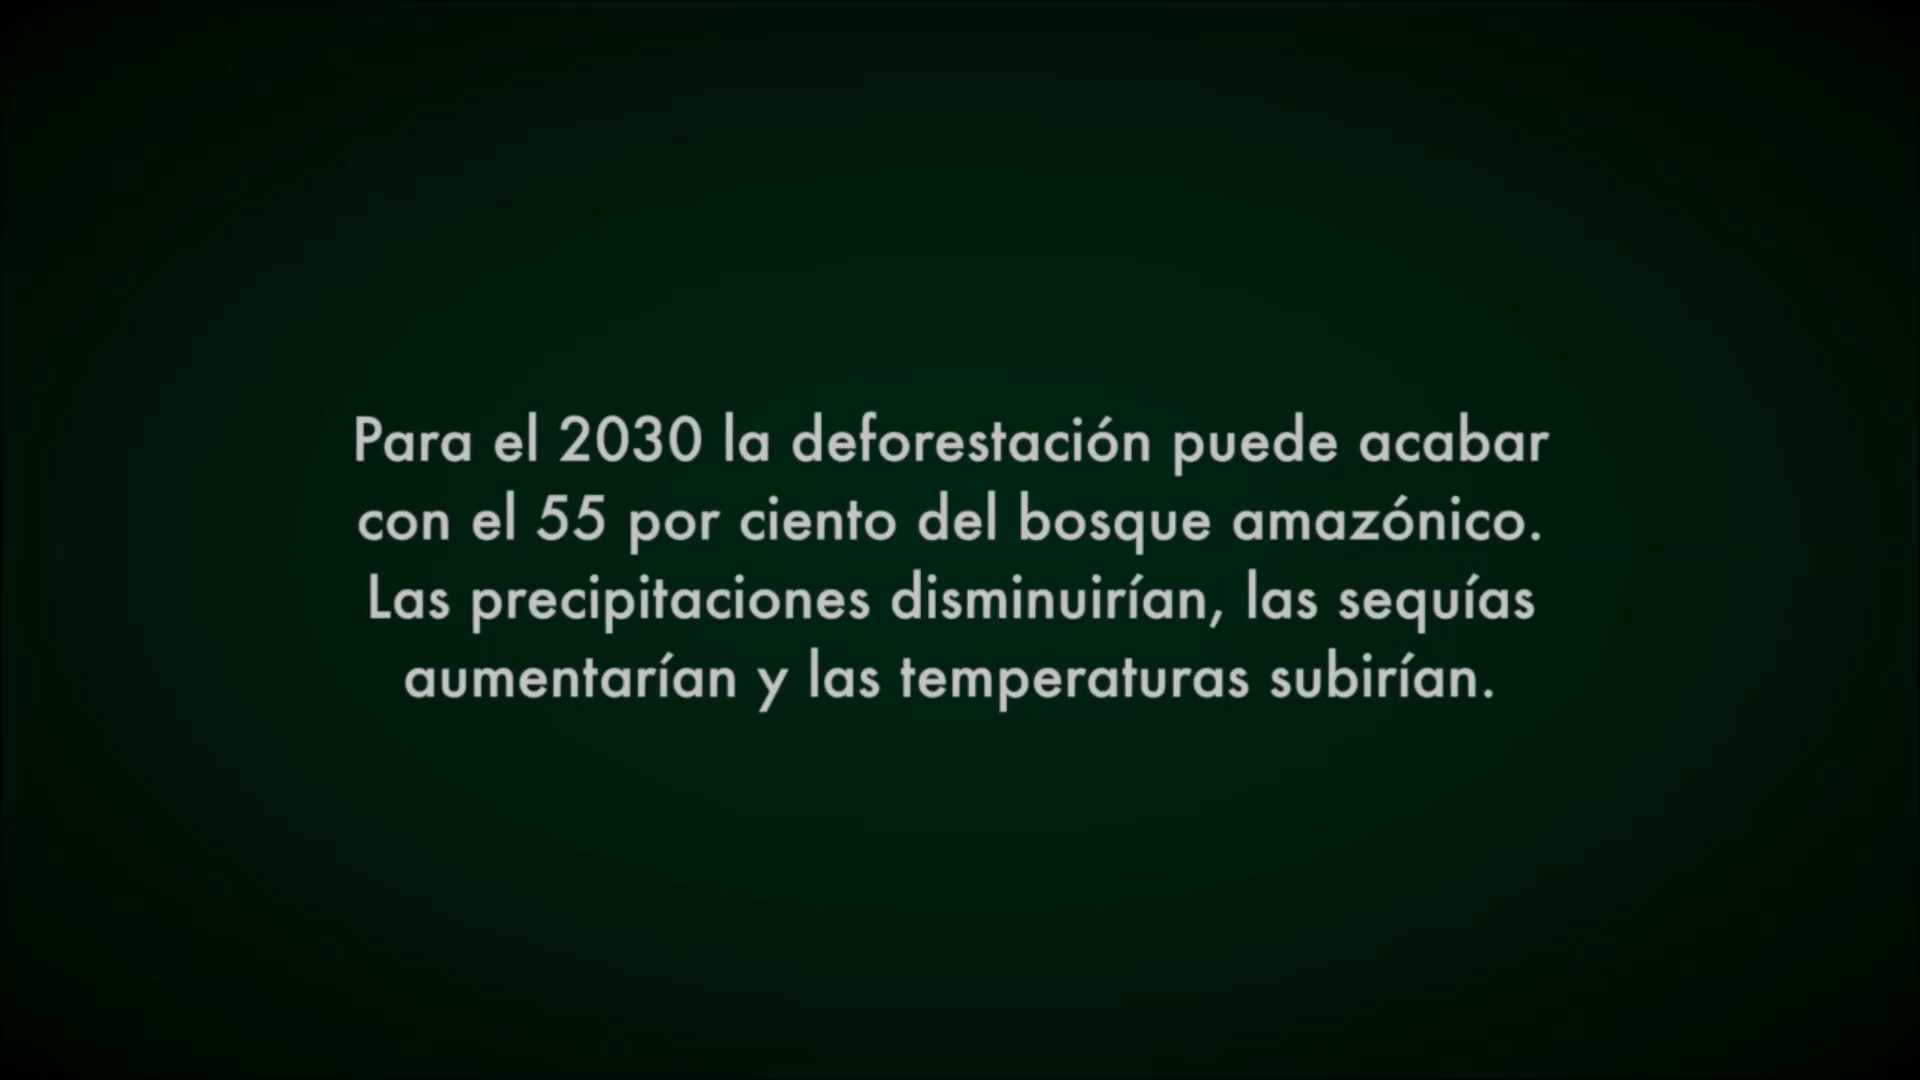 Para el 2030 la deforestación puede acabar
con el 55 por ciento del bosque amazónico.
Las precipitaciones disminuirían, las sequías
aumentarían y las temperaturas subirían.